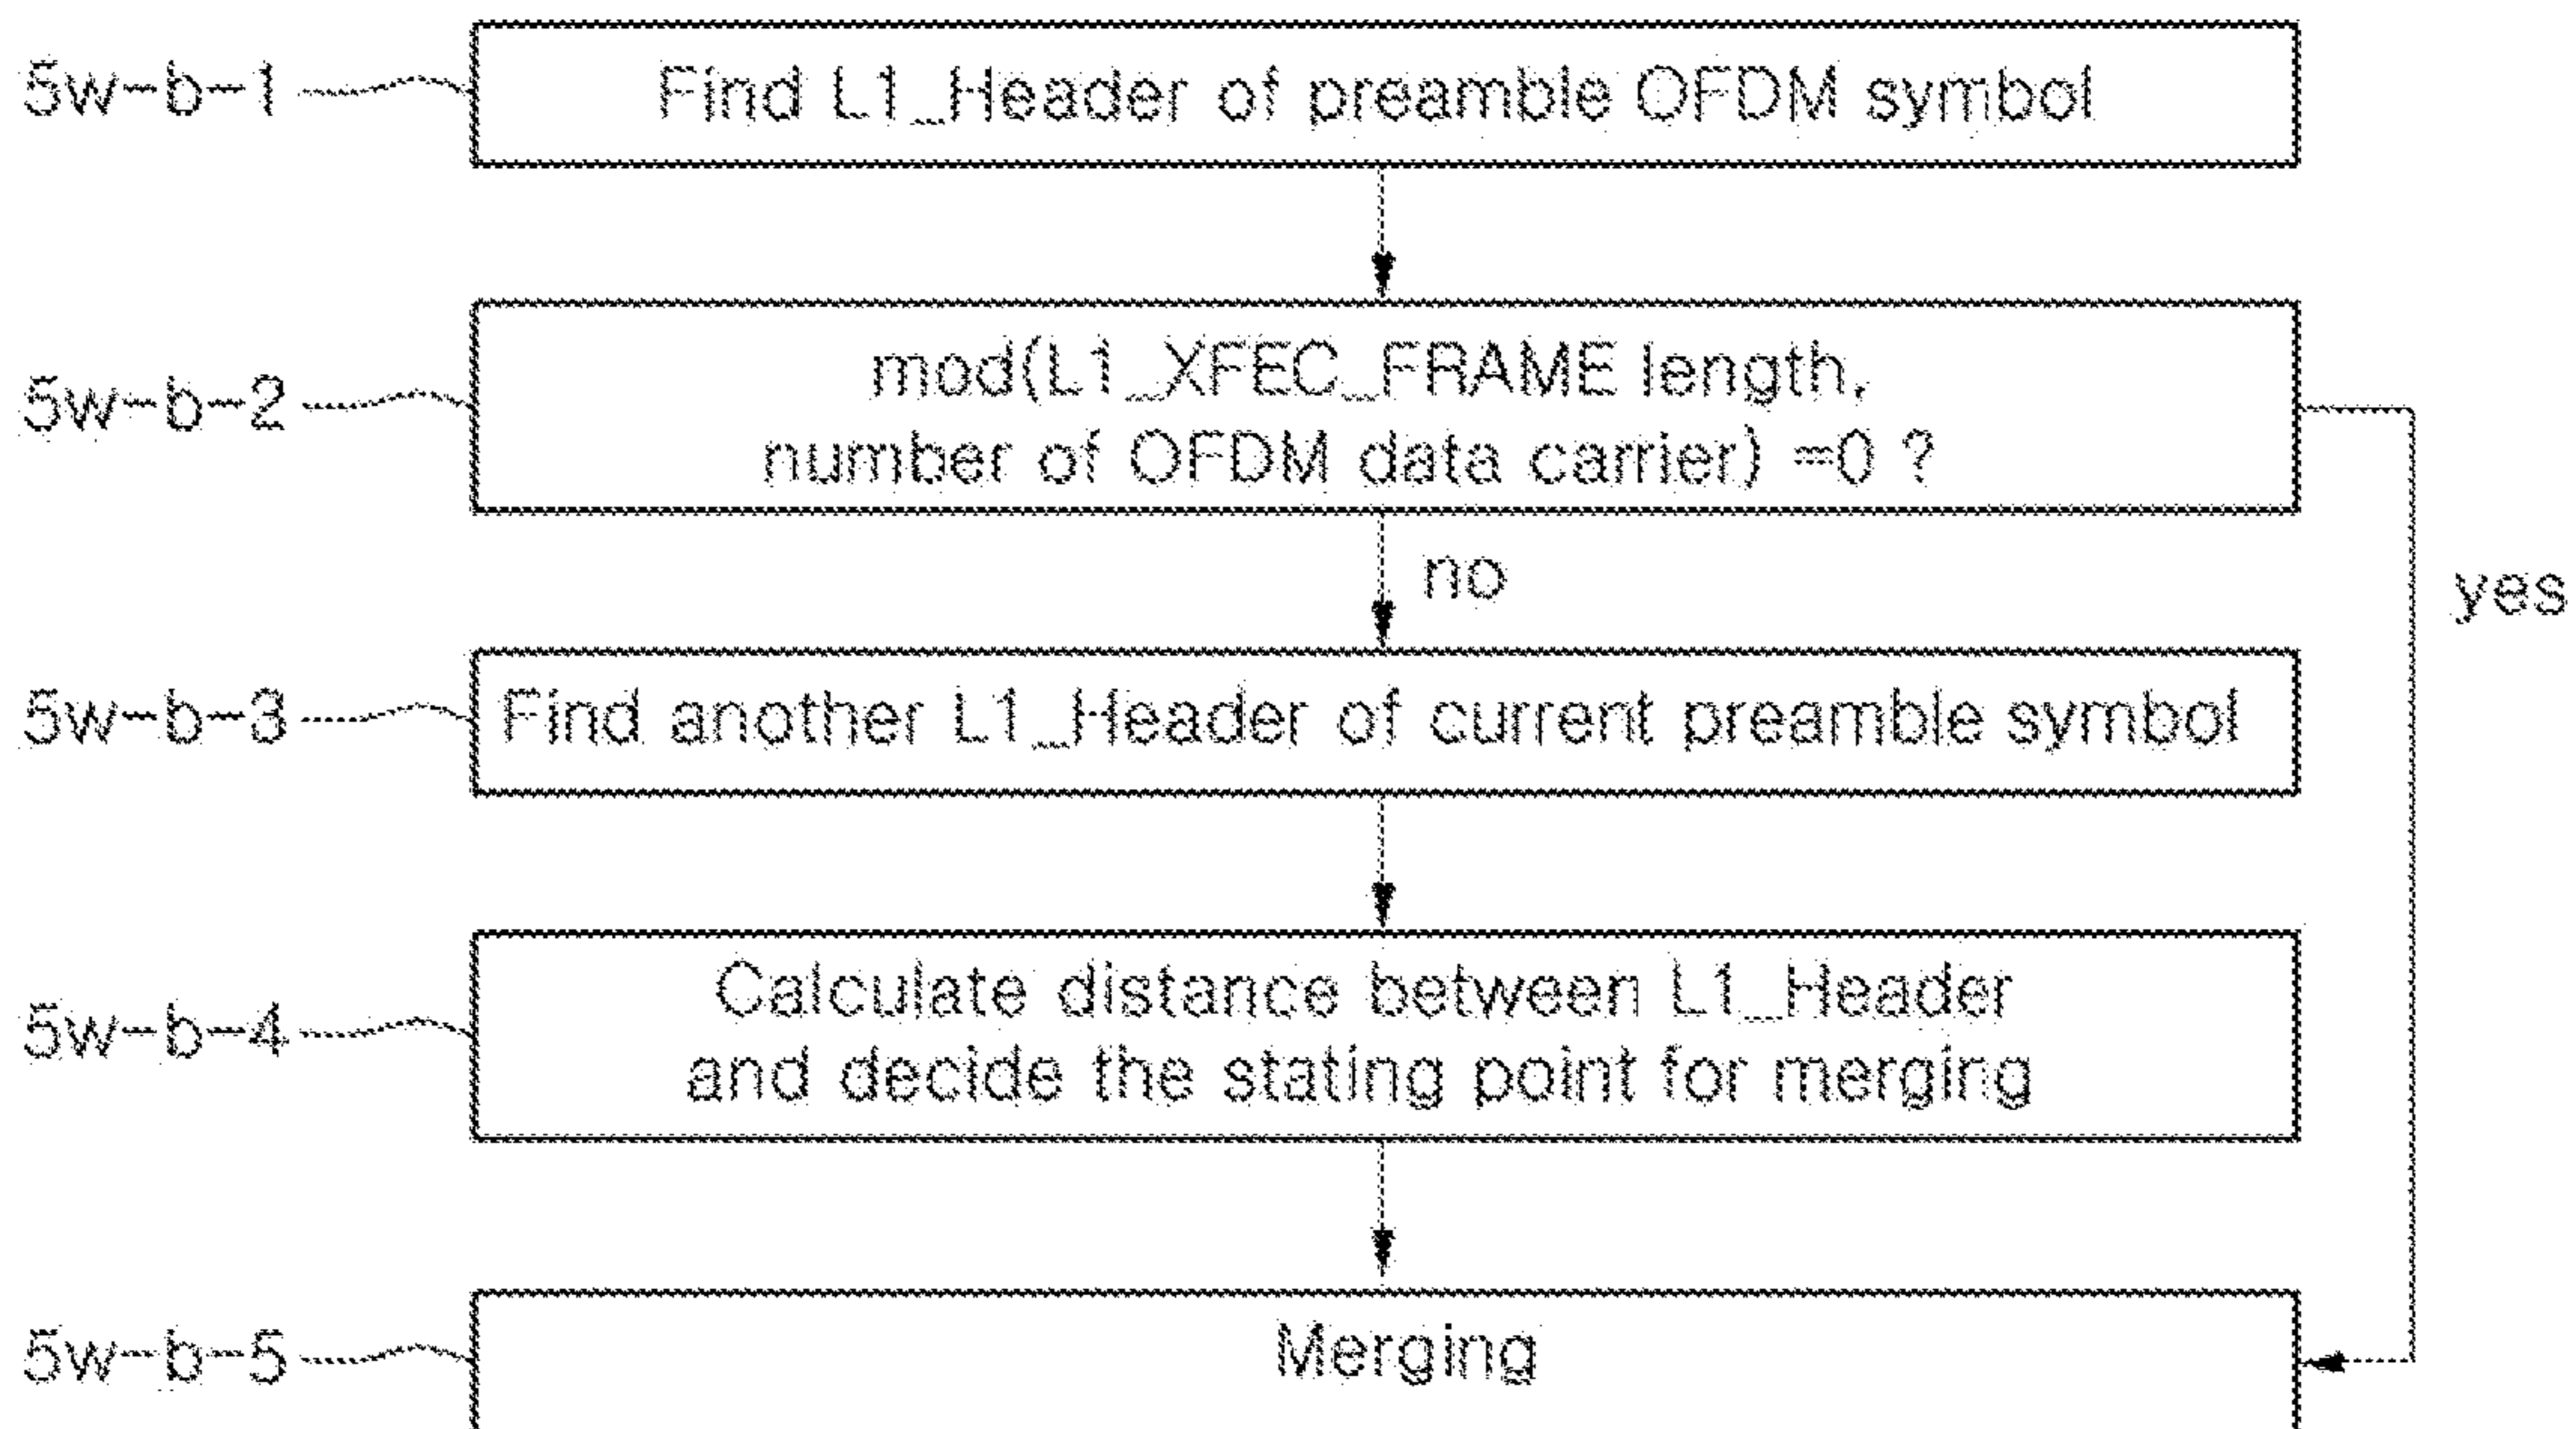 5w-b-1
Find L1_Header of preamble OFDM symbol
5w-b-2
mod(L1_XFEC_FRAME length,
number of OFDM data carrier) =0 ?
no
yes
5w-b-3
Find another L1_Header of current preamble symbol
5w-b-4
Calculate distance between L1_Header
and decide the stating point for merging
5w-b-5
Merging